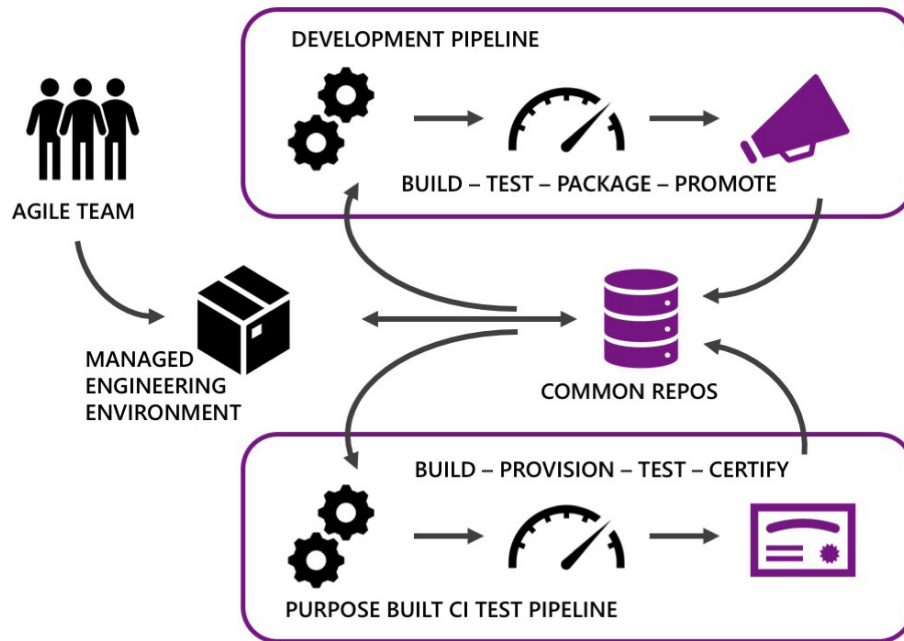 DEVELOPMENT PIPELINE
BUILD – TEST – PACKAGE – PROMOTE
AGILE TEAM
MANAGED
ENGINEERING
ENVIRONMENT
COMMON REPOS
BUILD – PROVISION – TEST – CERTIFY
PURPOSE BUILT CI TEST PIPELINE